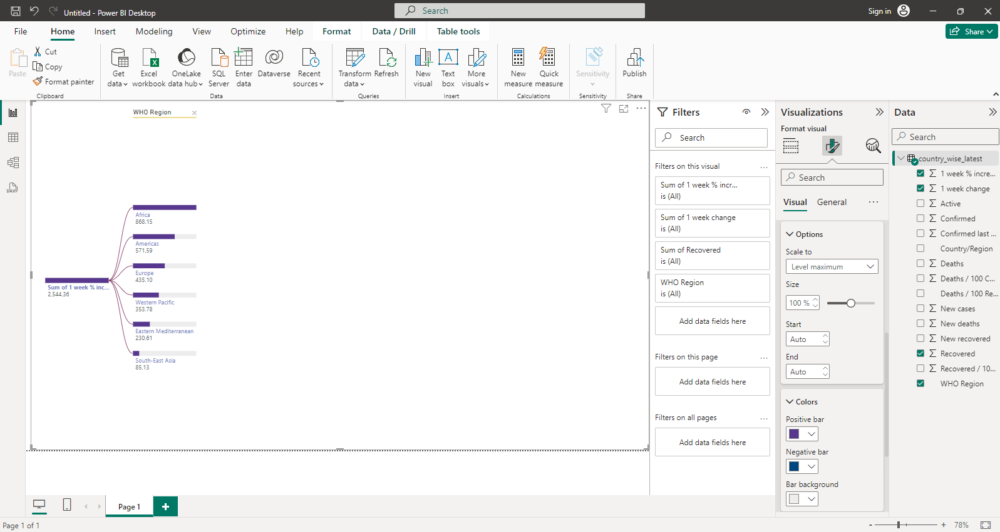 Untitled - Power BI Desktop
Search
Sign in
File
Home
Insert
Modeling
View
Optimize
Help
Format
Data / Drill
Table tools
Share
Paste
Cut
Copy
Format painter
Clipboard
Get data
Excel workbook
OneLake data hub
SQL Server
Enter data
Dataverse
Recent sources
Data
Transform data
Refresh
Queries
New visual
Text box
More visuals
Insert
New measure
Quick measure
Calculations
Sensitivity
Sensitivity
Publish
Share
WHO Region
Africa
868.15
Americas
571.59
Europe
435.10
Sum of 1 week % inc...
2,544.36
Western Pacific
353.78
Eastern Mediterranean
230.61
South-East Asia
85.13
Filters
Search
Filters on this visual
Sum of 1 week % incr...
is (All)
Sum of 1 week change
is (All)
Sum of Recovered
is (All)
WHO Region
is (All)
Add data fields here
Filters on this page
Add data fields here
Filters on all pages
Add data fields here
Visualizations
Format visual
Search
Visual
General
Options
Scale to
Level maximum
Size
100 %
Start
Auto
End
Auto
Colors
Positive bar
Negative bar
Bar background
Data
Search
country_wise_latest
1 week % incre...
1 week change
Active
Confirmed
Confirmed last ...
Country/Region
Deaths
Deaths / 100 C...
Deaths / 100 Re...
New cases
New deaths
New recovered
Recovered
Recovered / 10...
WHO Region
DAX
Page 1
Page 1 of 1
- + 78%